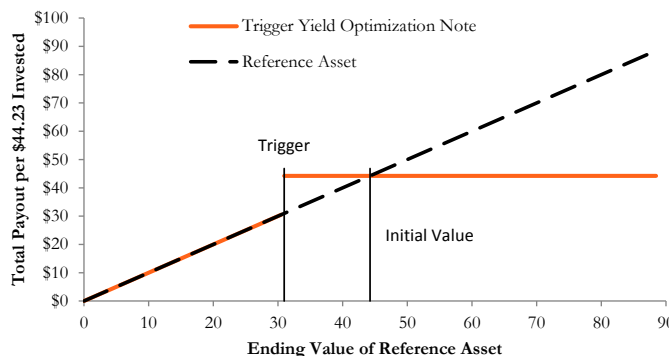 Trigger Yield Optimization Note
Reference Asset
Total Payout per $44.23 Invested
$100
$90
$80
$70
$60
$50
$40
$30
$20
$10
$0
Trigger
Initial Value
0 10 20 30 40 50 60 70 80 90
Ending Value of Reference Asset